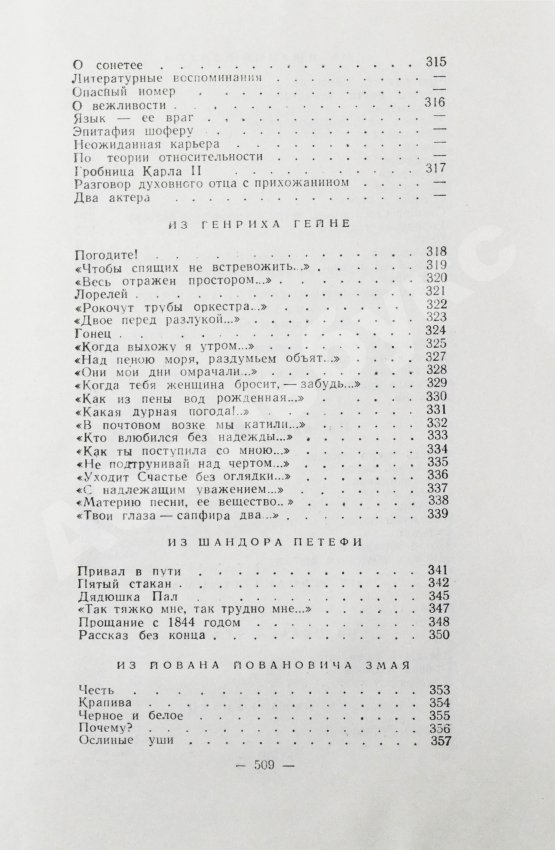 О сонетее . . . . . . . . . . . . . . 315
Литературные воспоминания . . . . . . . . —
Опасный номер . . . . . . . . . . . . —
О вежливости . . . . . . . . . . . . . 316
Язык — ее враг . . . . . . . . . . . . —
Эпитафия шоферу . . . . . . . . . . . . —
Неожиданная карьера . . . . . . . . . . —
По теории относительности . . . . . . . . —
Гробница Карла II . . . . . . . . . . 317
Разговор духовного отца с прихожанином . . . . —
Два актера . . . . . . . . . . . . . —
ИЗ ГЕНРИХА ГЕЙНЕ
Погодите! . . . . . . . . . . . . . . 318
«Чтобы спящих не встревожить...» . . . . . . 319
«Весь отражен простором...» . . . . . . . . 320
Лорелей . . . . . . . . . . . . . . . 321
«Рокочут трубы оркестра...» . . . . . . . . 322
«Двое перед разлукой...» . . . . . . . . . 323
Гонец . . . . . . . . . . . . . . . 324
«Когда выхожу я утром...» . . . . . . . . 325
«Над пеною моря, раздумьем объят...» . . . . . 327
«Они мои дни омрачали...» . . . . . . . . 328
«Когда тебя женщина бросит, — забудь...» . . . . 329
«Как из пены вод рожденная...» . . . . . . . 330
«Какая дурная погода!..» . . . . . . . . . 331
«В почтовом возке мы катили...» . . . . . . . 332
«Кто влюбился без надежды...» . . . . . . . 333
«Как ты поступила со мною...» . . . . . . . 334
«Не подтрунивай над чертом...» . . . . . . . 335
«Уходит Счастье без оглядки...» . . . . . . . 336
«С надлежащим уважением...» . . . . . . . . 337
«Материю песни, ее вещество..» . . . . . . . 338
«Твои глаза — сапфира два...» . . . . . . . . 339
ИЗ ШАНДОРА ПЕТЕФИ
Привал в пути . . . . . . . . . . . . 341
Пятый стакан . . . . . . . . . . . . . 342
Дядюшка Пал . . . . . . . . . . . . . 345
«Так тяжко мне, так трудно мне...» . . . . . . 347
Прощание с 1844 годом . . . . . . . . . . 348
Рассказ без конца . . . . . . . . . . . . 350
ИЗ ЙОВАНА ЙОВАНОВИЧА ЗМАЯ
Честь . . . . . . . . . . . . . . . 353
Крапива . . . . . . . . . . . . . . . 354
Черное и белое . . . . . . . . . . . . 355
Почему? . . . . . . . . . . . . . . . 356
Ослиные уши . . . . . . . . . . . . . 357
— 509 —